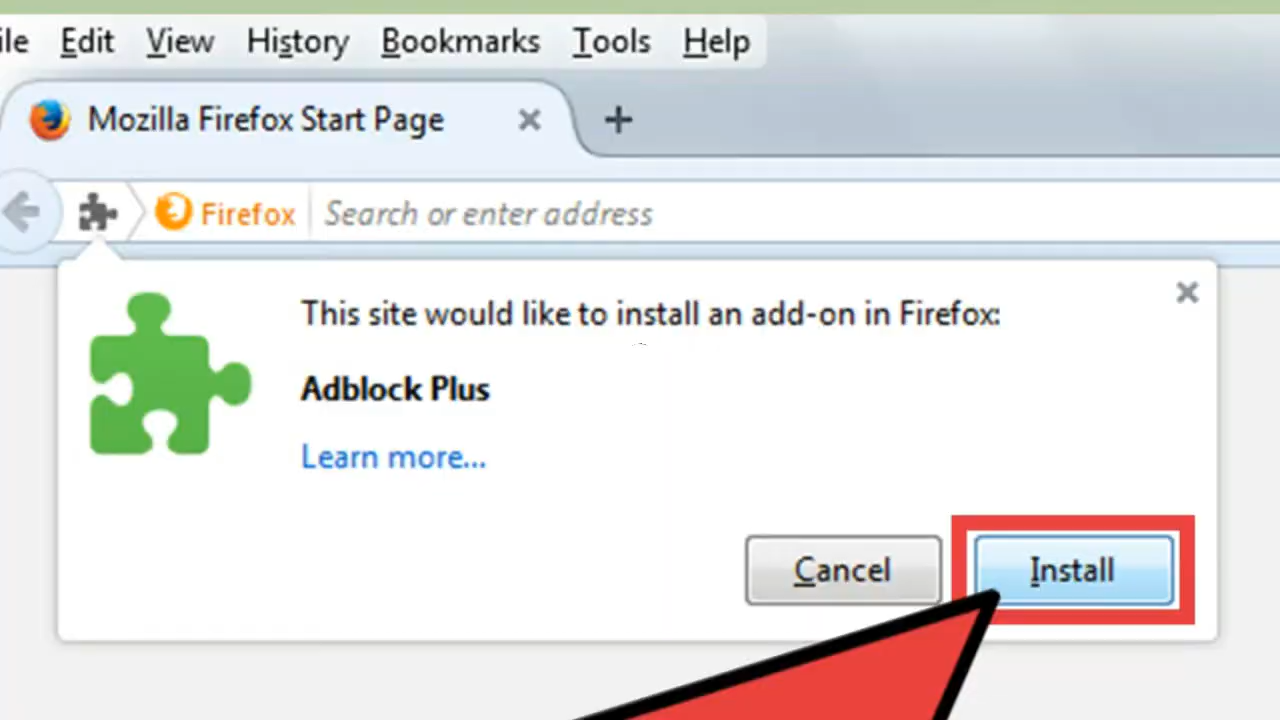 ile Edit View History Bookmarks Tools Help
Mozilla Firefox Start Page
Firefox Search or enter address
This site would like to install an add-on in Firefox:
Adblock Plus
Learn more...
Cancel Install